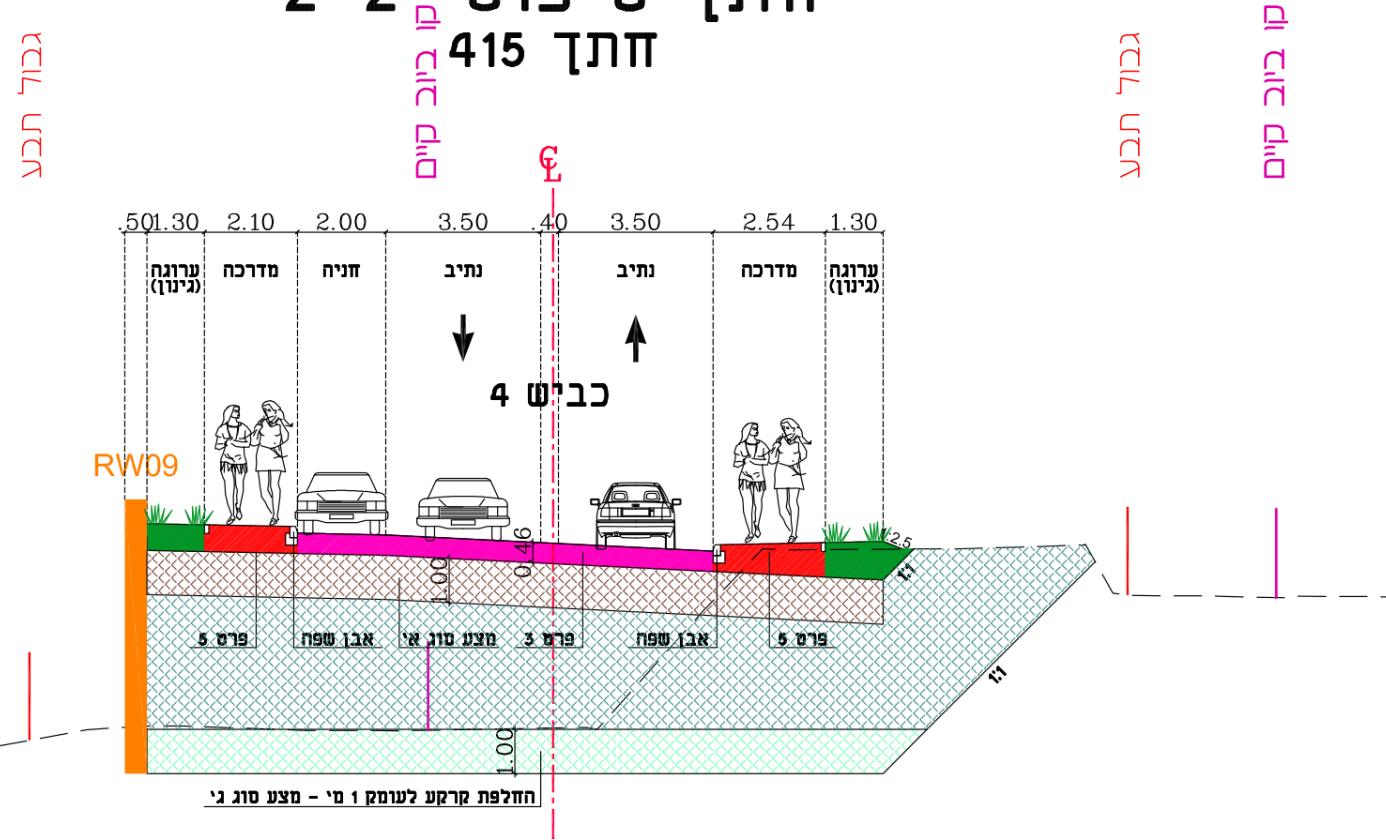 חתך 415
גבול תבע
קו ביוב קיים
גבול תבע
קו ביוב קיים
℄
.50 1.30 2.10 2.00 3.50 .40 3.50 2.54 1.30
ערוגה
(גינון)
מדרכה
חניה
נתיב
נתיב
מדרכה
ערוגה
(גינון)
כביש 4
RW09
1:2.5
1:1
0.46
1.00
פרט 5
אבן שפה
מצע סוג א'
פרט 3
אבן שפה
פרט 5
1:1
1.00
החלפת קרקע לעומק 1 מ' - מצע סוג ג'